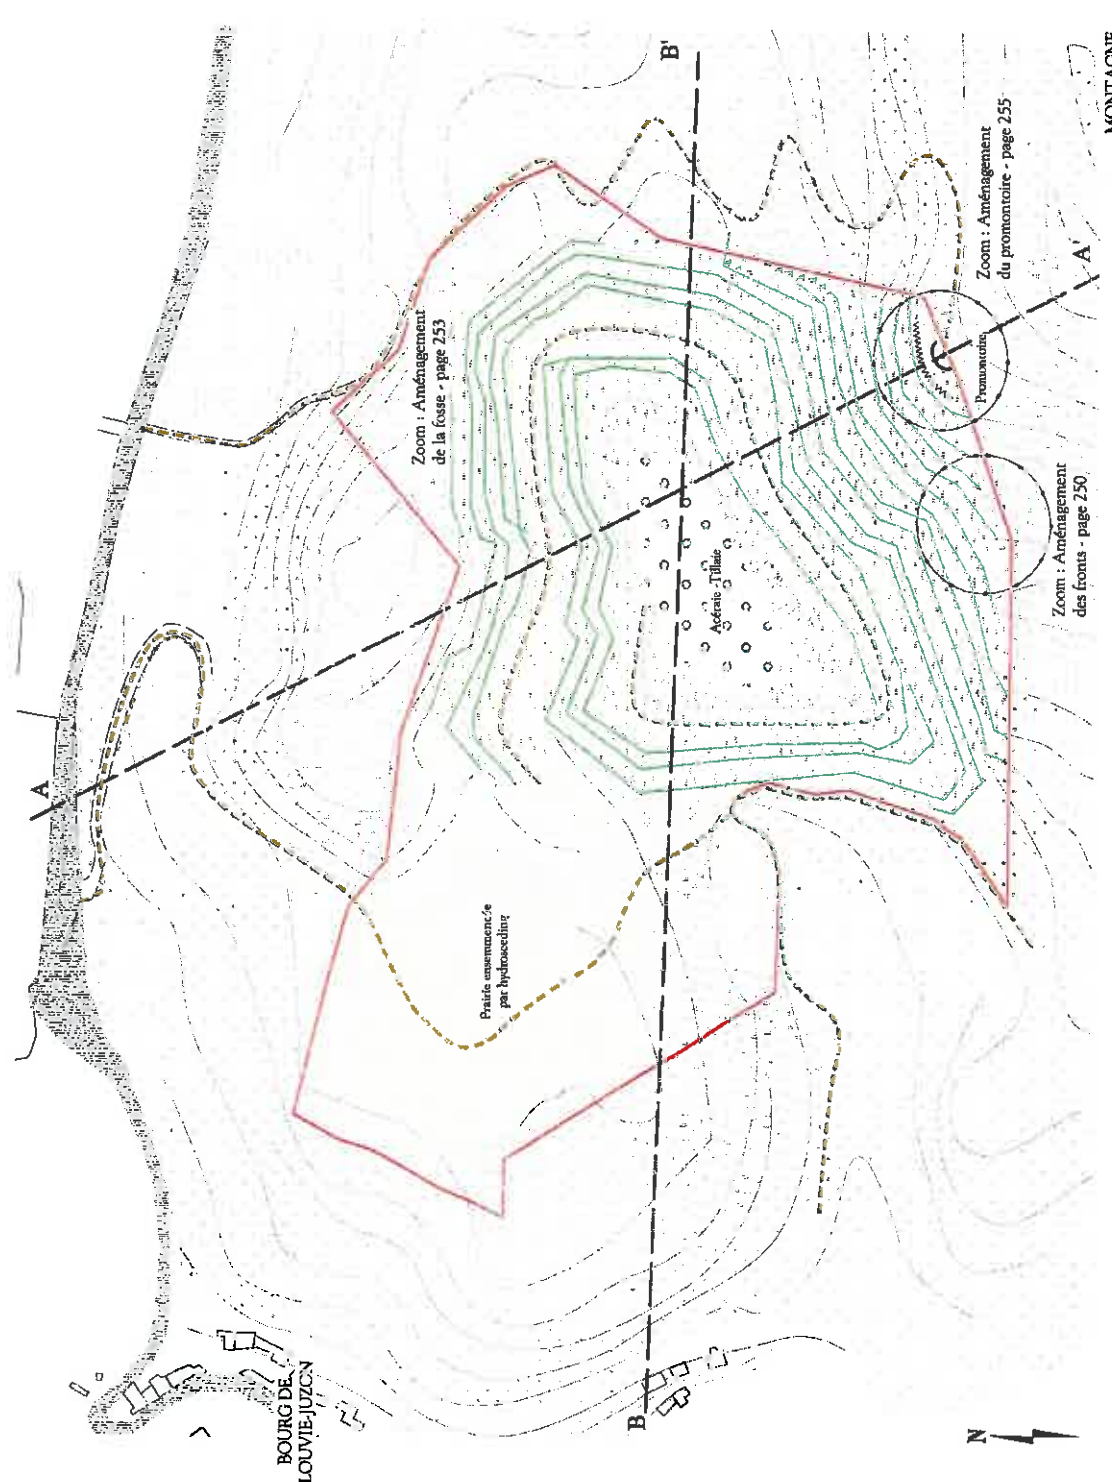 B'
MONTAGNE
Zoom : Aménagement
du promontoire - page 255
A'
Zoom : Aménagement
de la fosse - page 253
Promontoire
Zoom : Aménagement
des fronts - page 250
Acéraie - Tillaie
A
Prairie ensemmencée
par hydroseeding
BOURG DE
LOUVIE-JUZON
B
N